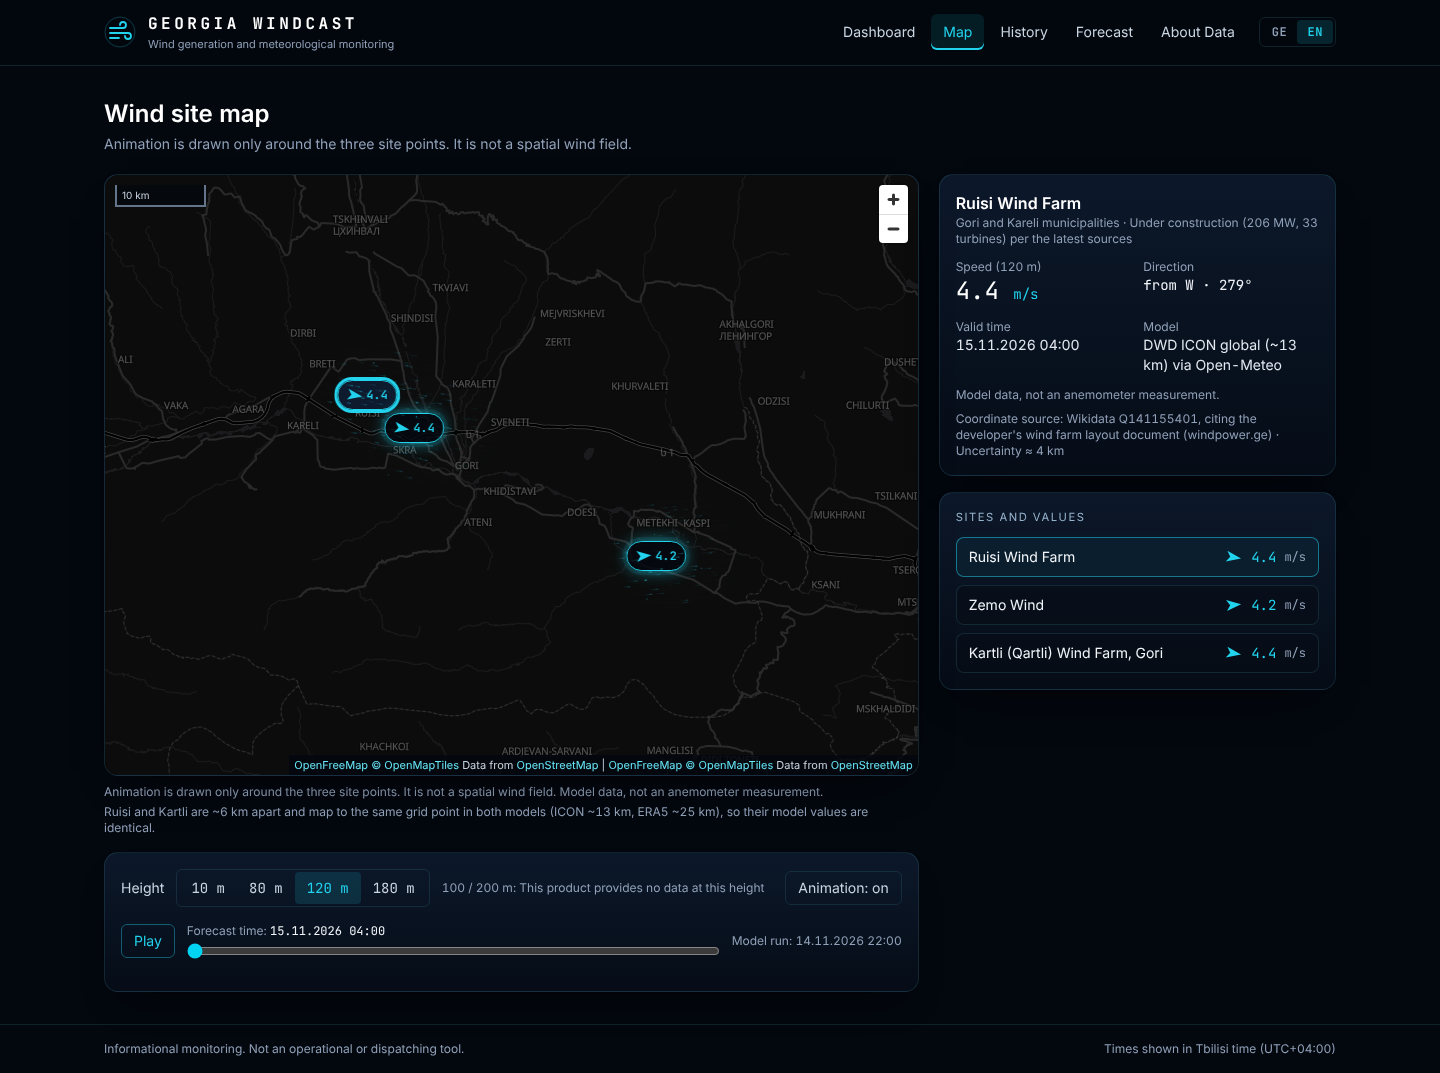 GEORGIA WINDCAST
Wind generation and meteorological monitoring
Dashboard
Map
History
Forecast
About Data
GE
EN
Wind site map
Animation is drawn only around the three site points. It is not a spatial wind field.
10 km
TSKHINVALI
ЦХИНВАЛ
TKVIAVI
SHINDISI
MEJVRISKHEVI
AKHALGORI
ЛЕНИНГОР
DIRBI
ZERTI
ALI
BRETI
DUSHET
KARALETI
KHURVALETI
4.4
ODZISI
VAKA
AGARA
RUISI
CHILURTI
KARELI
4.4
SVENETI
SKRA
GORI
KHIDISTAVI
TSILKANI
DOESI
MUKHRANI
ATENI
METEKHI
KASPI
4.2
TSERO
KSANI
MTS
MSKHALDIDI
KHACHKOI
ARDJEVAN-SARVANI
MANGLISI
OpenFreeMap © OpenMapTiles Data from OpenStreetMap | OpenFreeMap © OpenMapTiles Data from OpenStreetMap
Animation is drawn only around the three site points. It is not a spatial wind field. Model data, not an anemometer measurement.
Ruisi and Kartli are ~6 km apart and map to the same grid point in both models (ICON ~13 km, ERA5 ~25 km), so their model values are
identical.
Height
10 m
80 m
120 m
180 m
100 / 200 m: This product provides no data at this height
Animation: on
Play
Forecast time: 15.11.2026 04:00
Model run: 14.11.2026 22:00
Ruisi Wind Farm
Gori and Kareli municipalities · Under construction (206 MW, 33
turbines) per the latest sources
Speed (120 m)
4.4 m/s
Direction
from W · 279°
Valid time
15.11.2026 04:00
Model
DWD ICON global (~13
km) via Open-Meteo
Model data, not an anemometer measurement.
Coordinate source: Wikidata Q141155401, citing the
developer's wind farm layout document (windpower.ge) ·
Uncertainty ≈ 4 km
SITES AND VALUES
Ruisi Wind Farm
4.4 m/s
Zemo Wind
4.2 m/s
Kartli (Qartli) Wind Farm, Gori
4.4 m/s
Informational monitoring. Not an operational or dispatching tool.
Times shown in Tbilisi time (UTC+04:00)